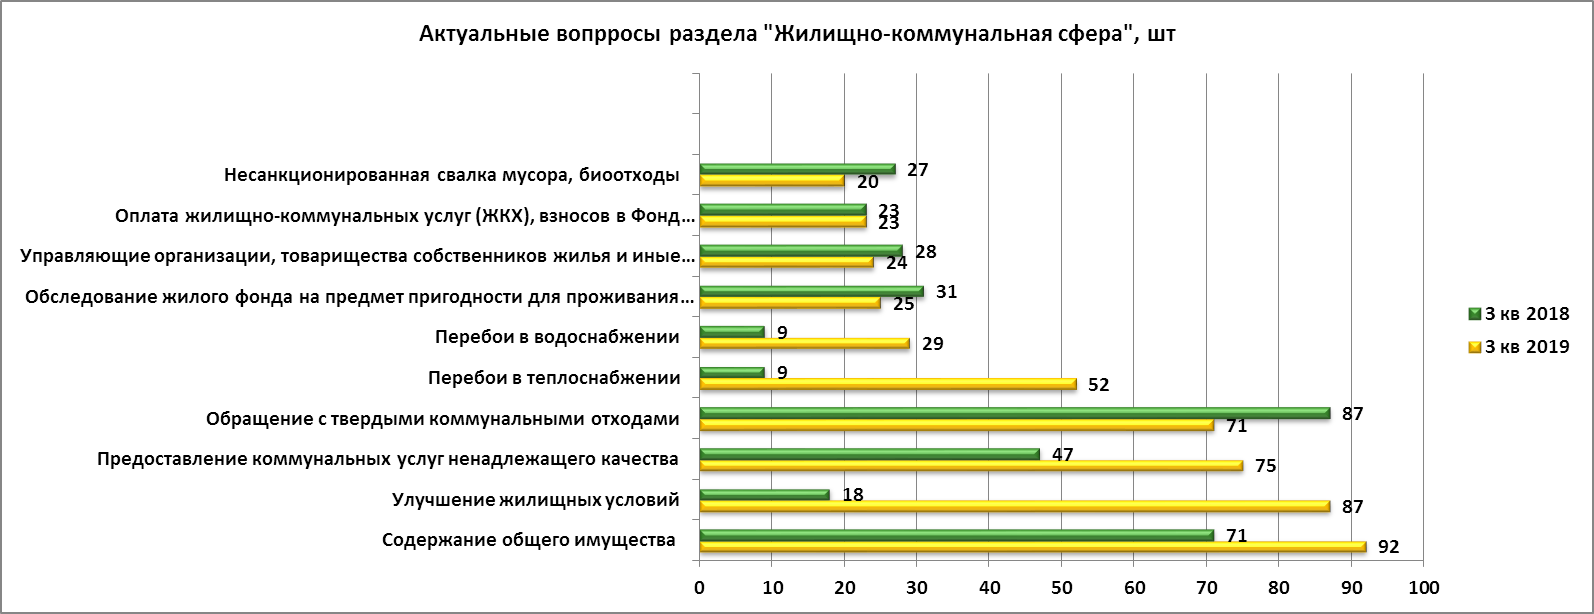 Актуальные вопрросы раздела "Жилищно-коммунальная сфера", шт
Несанкционированная свалка мусора, биоотходы
27
20
Оплата жилищно-коммунальных услуг (ЖКХ), взносов в Фонд...
23
23
Управляющие организации, товарищества собственников жилья и иные...
28
24
Обследование жилого фонда на предмет пригодности для проживания...
31
25
Перебои в водоснабжении
9
29
Перебои в теплоснабжении
9
52
Обращение с твердыми коммунальными отходами
87
71
Предоставление коммунальных услуг ненадлежащего качества
47
75
Улучшение жилищных условий
18
87
Содержание общего имущества
71
92
0 10 20 30 40 50 60 70 80 90 100
3 кв 2018
3 кв 2019